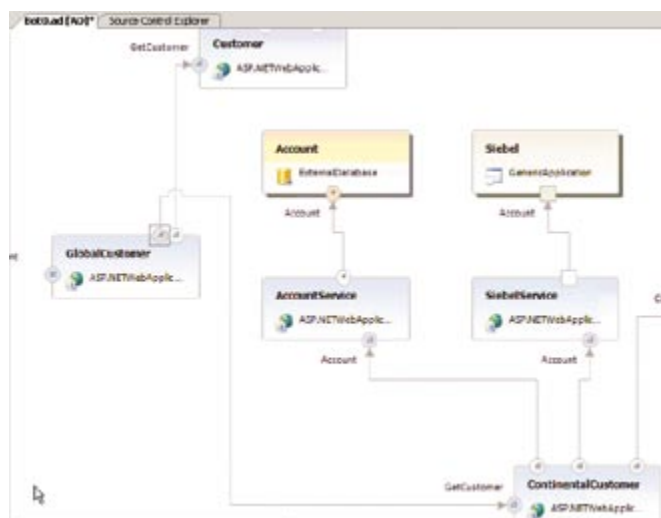 Source Control Explorer
Customer
GetCustomer
ASP.NETWebApplic...
Account
ExternalDatabase
Siebel
GenericApplication
Account
Account
GlobalCustomer
ASP.NETWebApplic...
AccountService
ASP.NETWebApplic...
SiebelService
ASP.NETWebApplic...
Account
Account
ContinentalCustomer
GetCustomer
ASP.NETWebApplic...